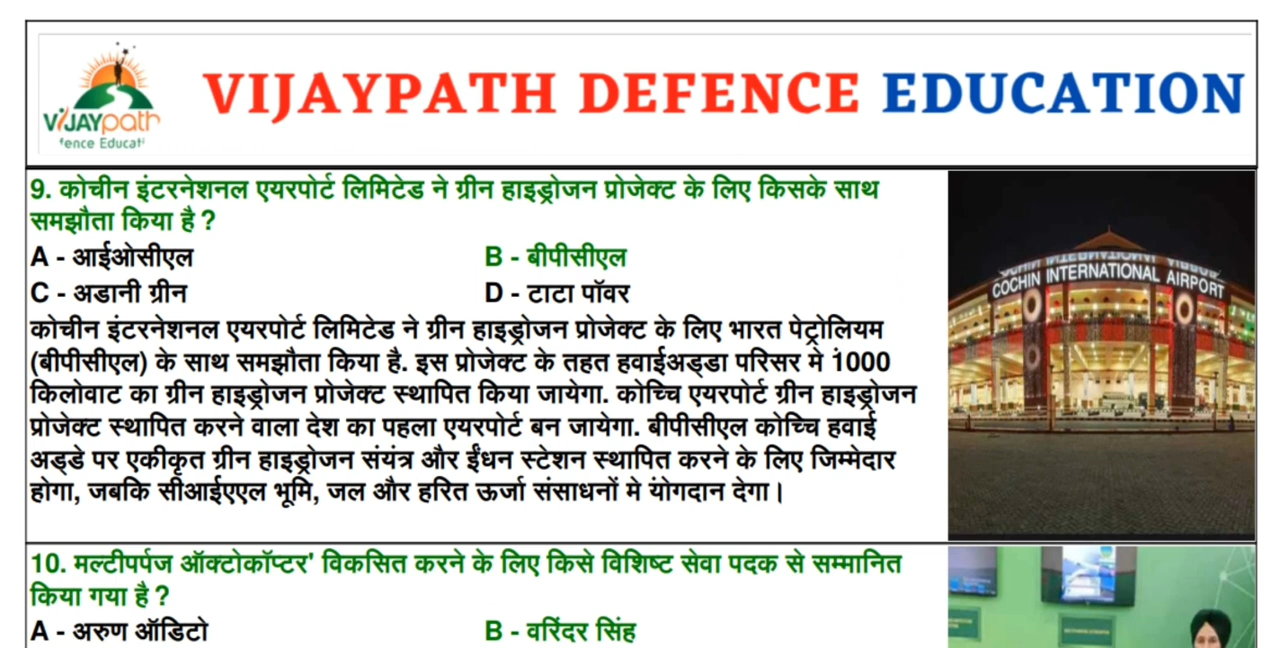 VIJAYPATH DEFENCE EDUCATION
ViJAYpath
fence Educati
9. कोचीन इंटरनेशनल एयरपोर्ट लिमिटेड ने ग्रीन हाइड्रोजन प्रोजेक्ट के लिए किसके साथ
समझौता किया है ?
A - आईओसीएल
B - बीपीसीएल
C - अडानी ग्रीन
D - टाटा पॉवर
कोचीन इंटरनेशनल एयरपोर्ट लिमिटेड ने ग्रीन हाइड्रोजन प्रोजेक्ट के लिए भारत पेट्रोलियम
(बीपीसीएल) के साथ समझौता किया है. इस प्रोजेक्ट के तहत हवाईअड्डा परिसर मे 1000
किलोवाट का ग्रीन हाइड्रोजन प्रोजेक्ट स्थापित किया जायेगा. कोच्चि एयरपोर्ट ग्रीन हाइड्रोजन
प्रोजेक्ट स्थापित करने वाला देश का पहला एयरपोर्ट बन जायेगा. बीपीसीएल कोच्चि हवाई
अड्डे पर एकीकृत ग्रीन हाइड्रोजन संयंत्र और ईंधन स्टेशन स्थापित करने के लिए जिम्मेदार
होगा, जबकि सीआईएएल भूमि, जल और हरित ऊर्जा संसाधनों मे योगदान देगा।
COCHIN INTERNATIONAL AIRPORT
10. मल्टीपर्पज ऑक्टोकॉप्टर' विकसित करने के लिए किसे विशिष्ट सेवा पदक से सम्मानित
किया गया है ?
A - अरुण ऑडिटो
B - वरिंदर सिंह